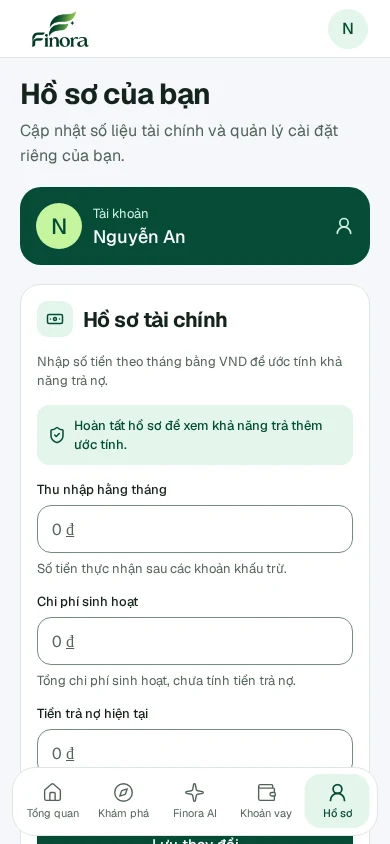 Finora
N
Hồ sơ của bạn
Cập nhật số liệu tài chính và quản lý cài đặt
riêng của bạn.
N
Tài khoản
Nguyễn An
Hồ sơ tài chính
Nhập số tiền theo tháng bằng VND để ước tính khả
năng trả nợ.
Hoàn tất hồ sơ để xem khả năng trả thêm
ước tính.
Thu nhập hằng tháng
0 ₫
Số tiền thực nhận sau các khoản khấu trừ.
Chi phí sinh hoạt
0 ₫
Tổng chi phí sinh hoạt, chưa tính tiền trả nợ.
Tiền trả nợ hiện tại
0 ₫
Tổng quan
Khám phá
Finora AI
Khoản vay
Hồ sơ
Lưu thay đổi